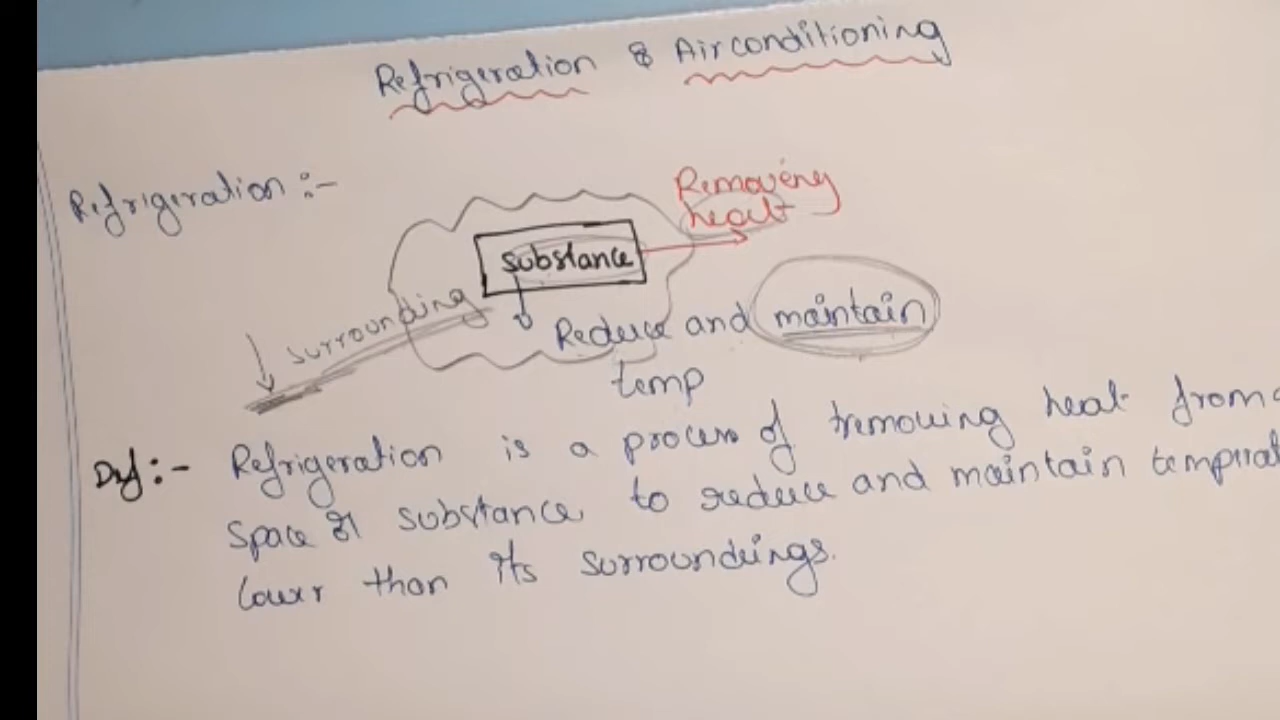 Refrigeration & Airconditioning
Refrigeration :-
Removing
heat
substance
surrounding
Reduce and maintain
temp
Def :- Refrigeration is a process of removing heat from a
space or substance to reduce and maintain temperat
lower than its surroundings.